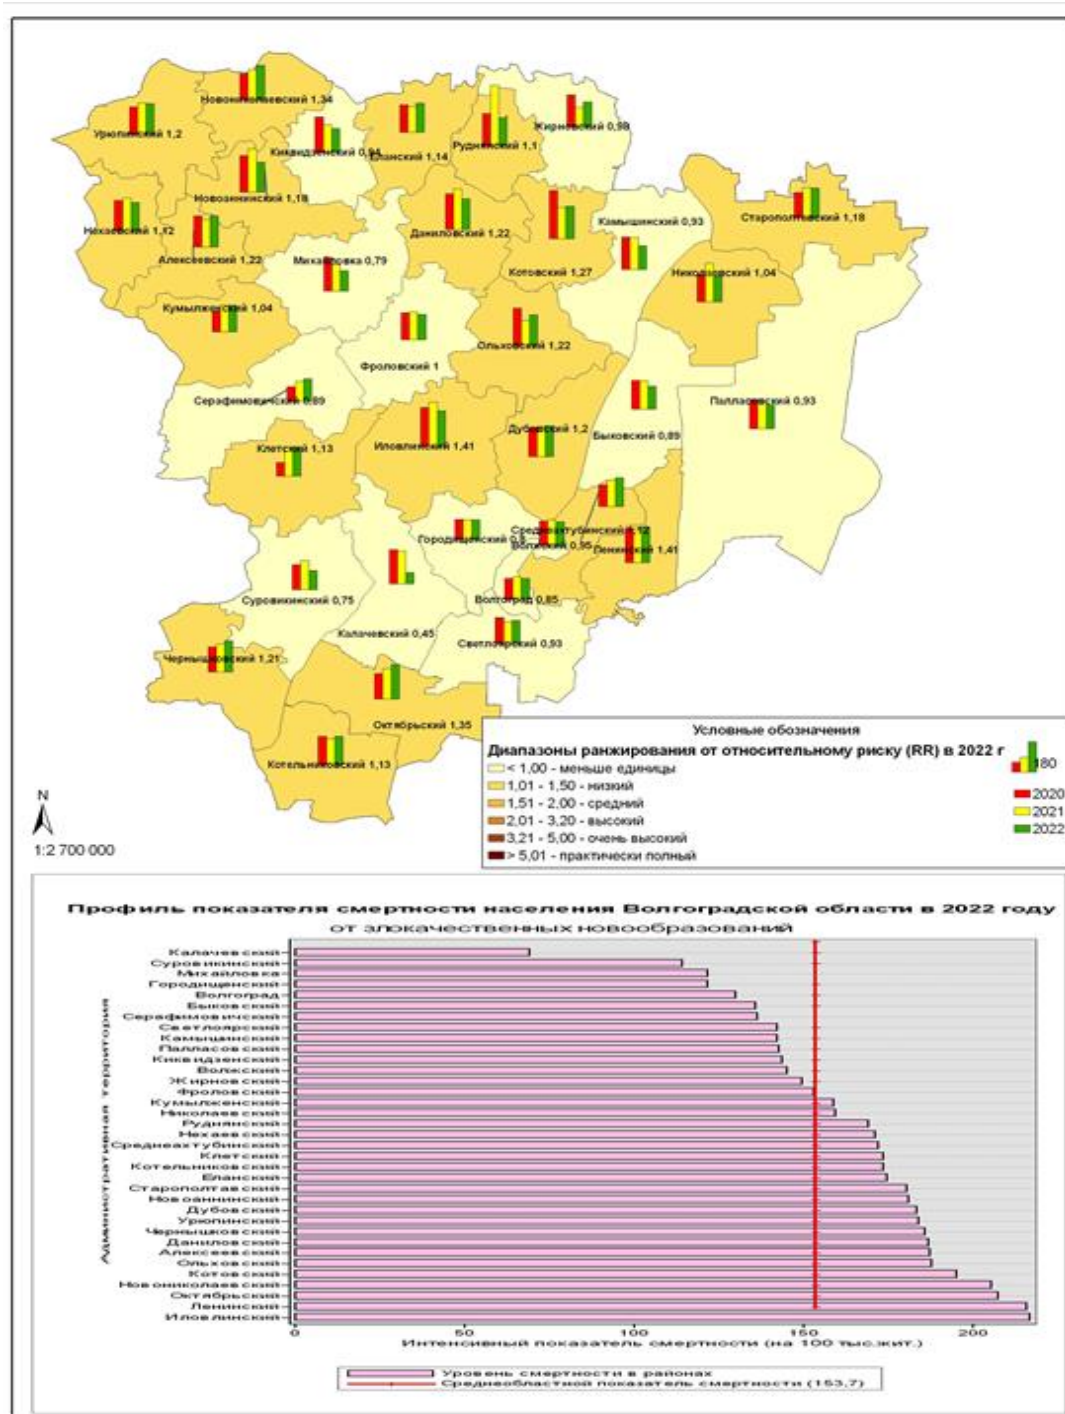 Новониколаевский 1,34
Урюпинский 1,2
Киквидзенский 0,94
Еланский 1,14
Руднянский 1,1
Жирновский 0,98
Новоаннинский 1,18
Нехаевский 1,12
Алексеевский 1,22
Даниловский 1,22
Камышинский 0,93
Старополтавский 1,18
Михайловка 0,79
Котовский 1,27
Николаевский 1,04
Кумылженский 1,04
Ольховский 1,22
Фроловский 1
Серафимовичский 0,89
Палласовский 0,93
Клетский 1,13
Иловлинский 1,41
Дубовский 1,2
Быковский 0,89
Среднеахтубинский 1,12
Городищенский
Волжский 0,95
Ленинский 1,41
Суровикинский 0,75
Волгоград 0,85
Калачевский 0,45
Светлоярский 0,93
Чернышковский 1,21
Октябрьский 1,35
Котельниковский 1,13
Условные обозначения
Диапазоны ранжирования от относительному риску (RR) в 2022 г
< 1,00 - меньше единицы
1,01 - 1,50 - низкий
1,51 - 2,00 - средний
2,01 - 3,20 - высокий
3,21 - 5,00 - очень высокий
> 5,01 - практически полный
180
2020
2021
2022
N
1:2 700 000
Профиль показателя смертности населения Волгоградской области в 2022 году
от злокачественных новообразований
Административная территория
Калачевский
Суровикинский
Михайловка
Городищенский
Волгоград
Быковский
Серафимовичский
Светлоярский
Камышинский
Палласовский
Киквидзенский
Волжский
Жирновский
Фроловский
Кумылженский
Николаевский
Руднянский
Нехаевский
Среднеахтубинский
Клетский
Котельниковский
Еланский
Старополтавский
Новоаннинский
Дубовский
Урюпинский
Чернышковский
Даниловский
Алексеевский
Ольховский
Котовский
Новониколаевский
Октябрьский
Ленинский
Иловлинский
0 50 100 150 200
Интенсивный показатель смертности (на 100 тыс.жит.)
Уровень смертности в районах
Среднеобластной показатель смертности (153,7)